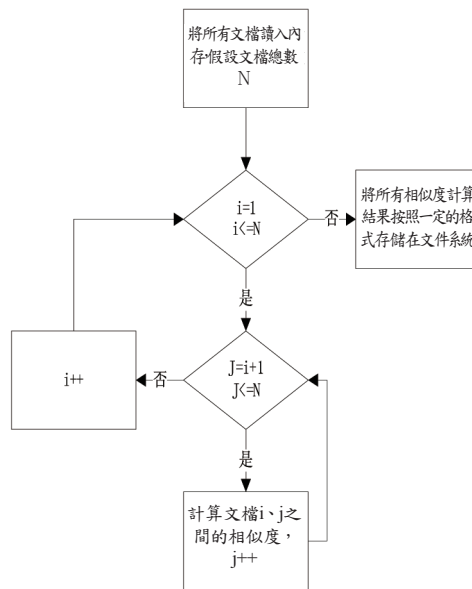 將所有文檔讀入內
存,假設文檔總數
N
i=1
i<=N
否
將所有相似度計算
結果按照一定的格
式存儲在文件系統
是
i++
否
J=i+1
J<=N
是
計算文檔i、j之
間的相似度，
j++